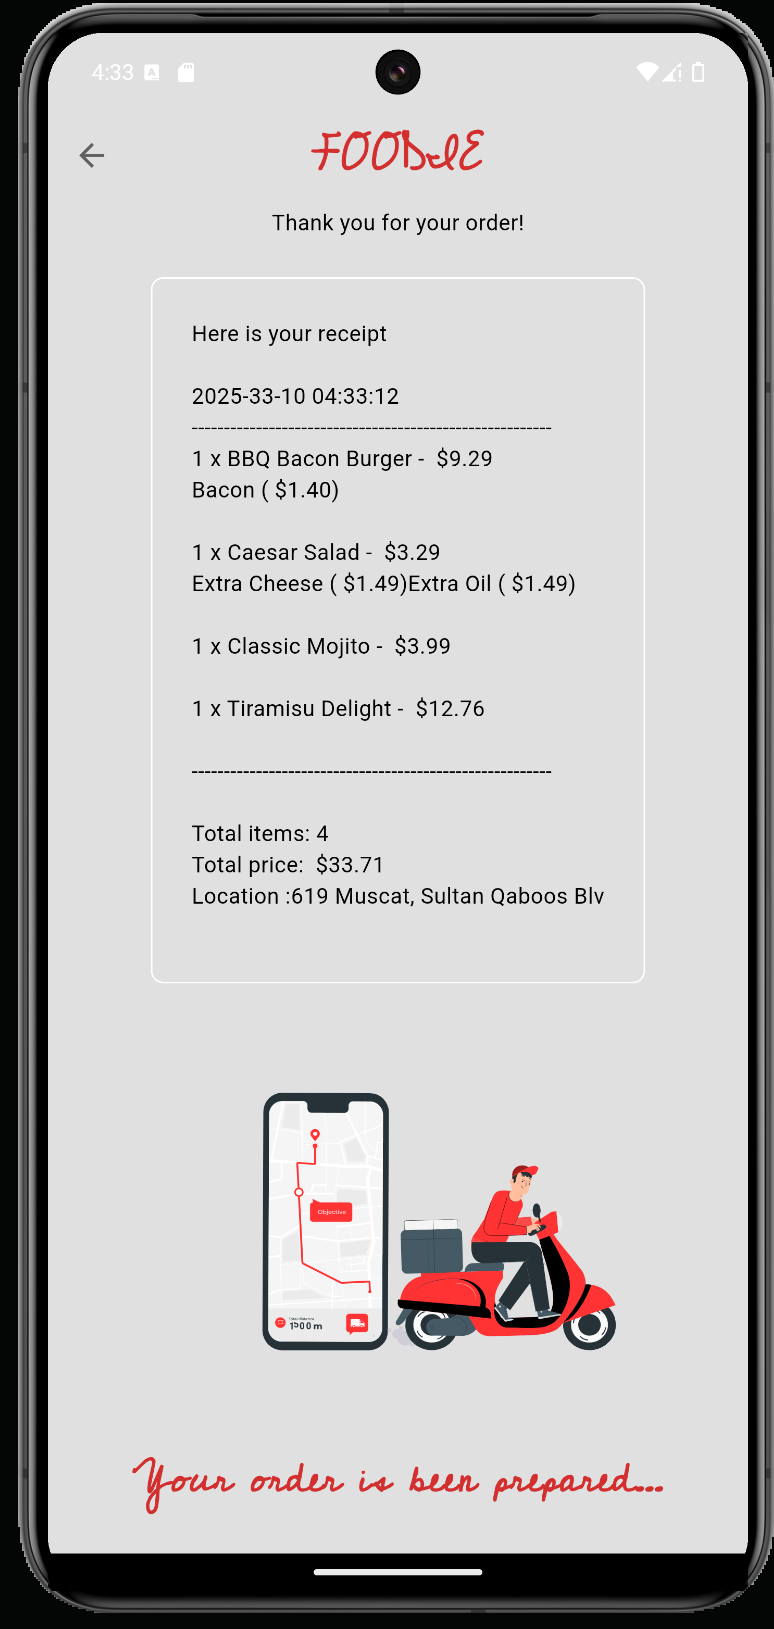 4:33
FOODIE
Thank you for your order!
Here is your receipt
2025-33-10 04:33:12
--------------------------------------------------------
1 x BBQ Bacon Burger -  $9.29
Bacon ( $1.40)
1 x Caesar Salad -  $3.29
Extra Cheese ( $1.49)Extra Oil ( $1.49)
1 x Classic Mojito -  $3.99
1 x Tiramisu Delight -  $12.76
--------------------------------------------------------
Total items: 4
Total price:  $33.71
Location :619 Muscat, Sultan Qaboos Blv
Objective
1500 m
Your order is been prepared...